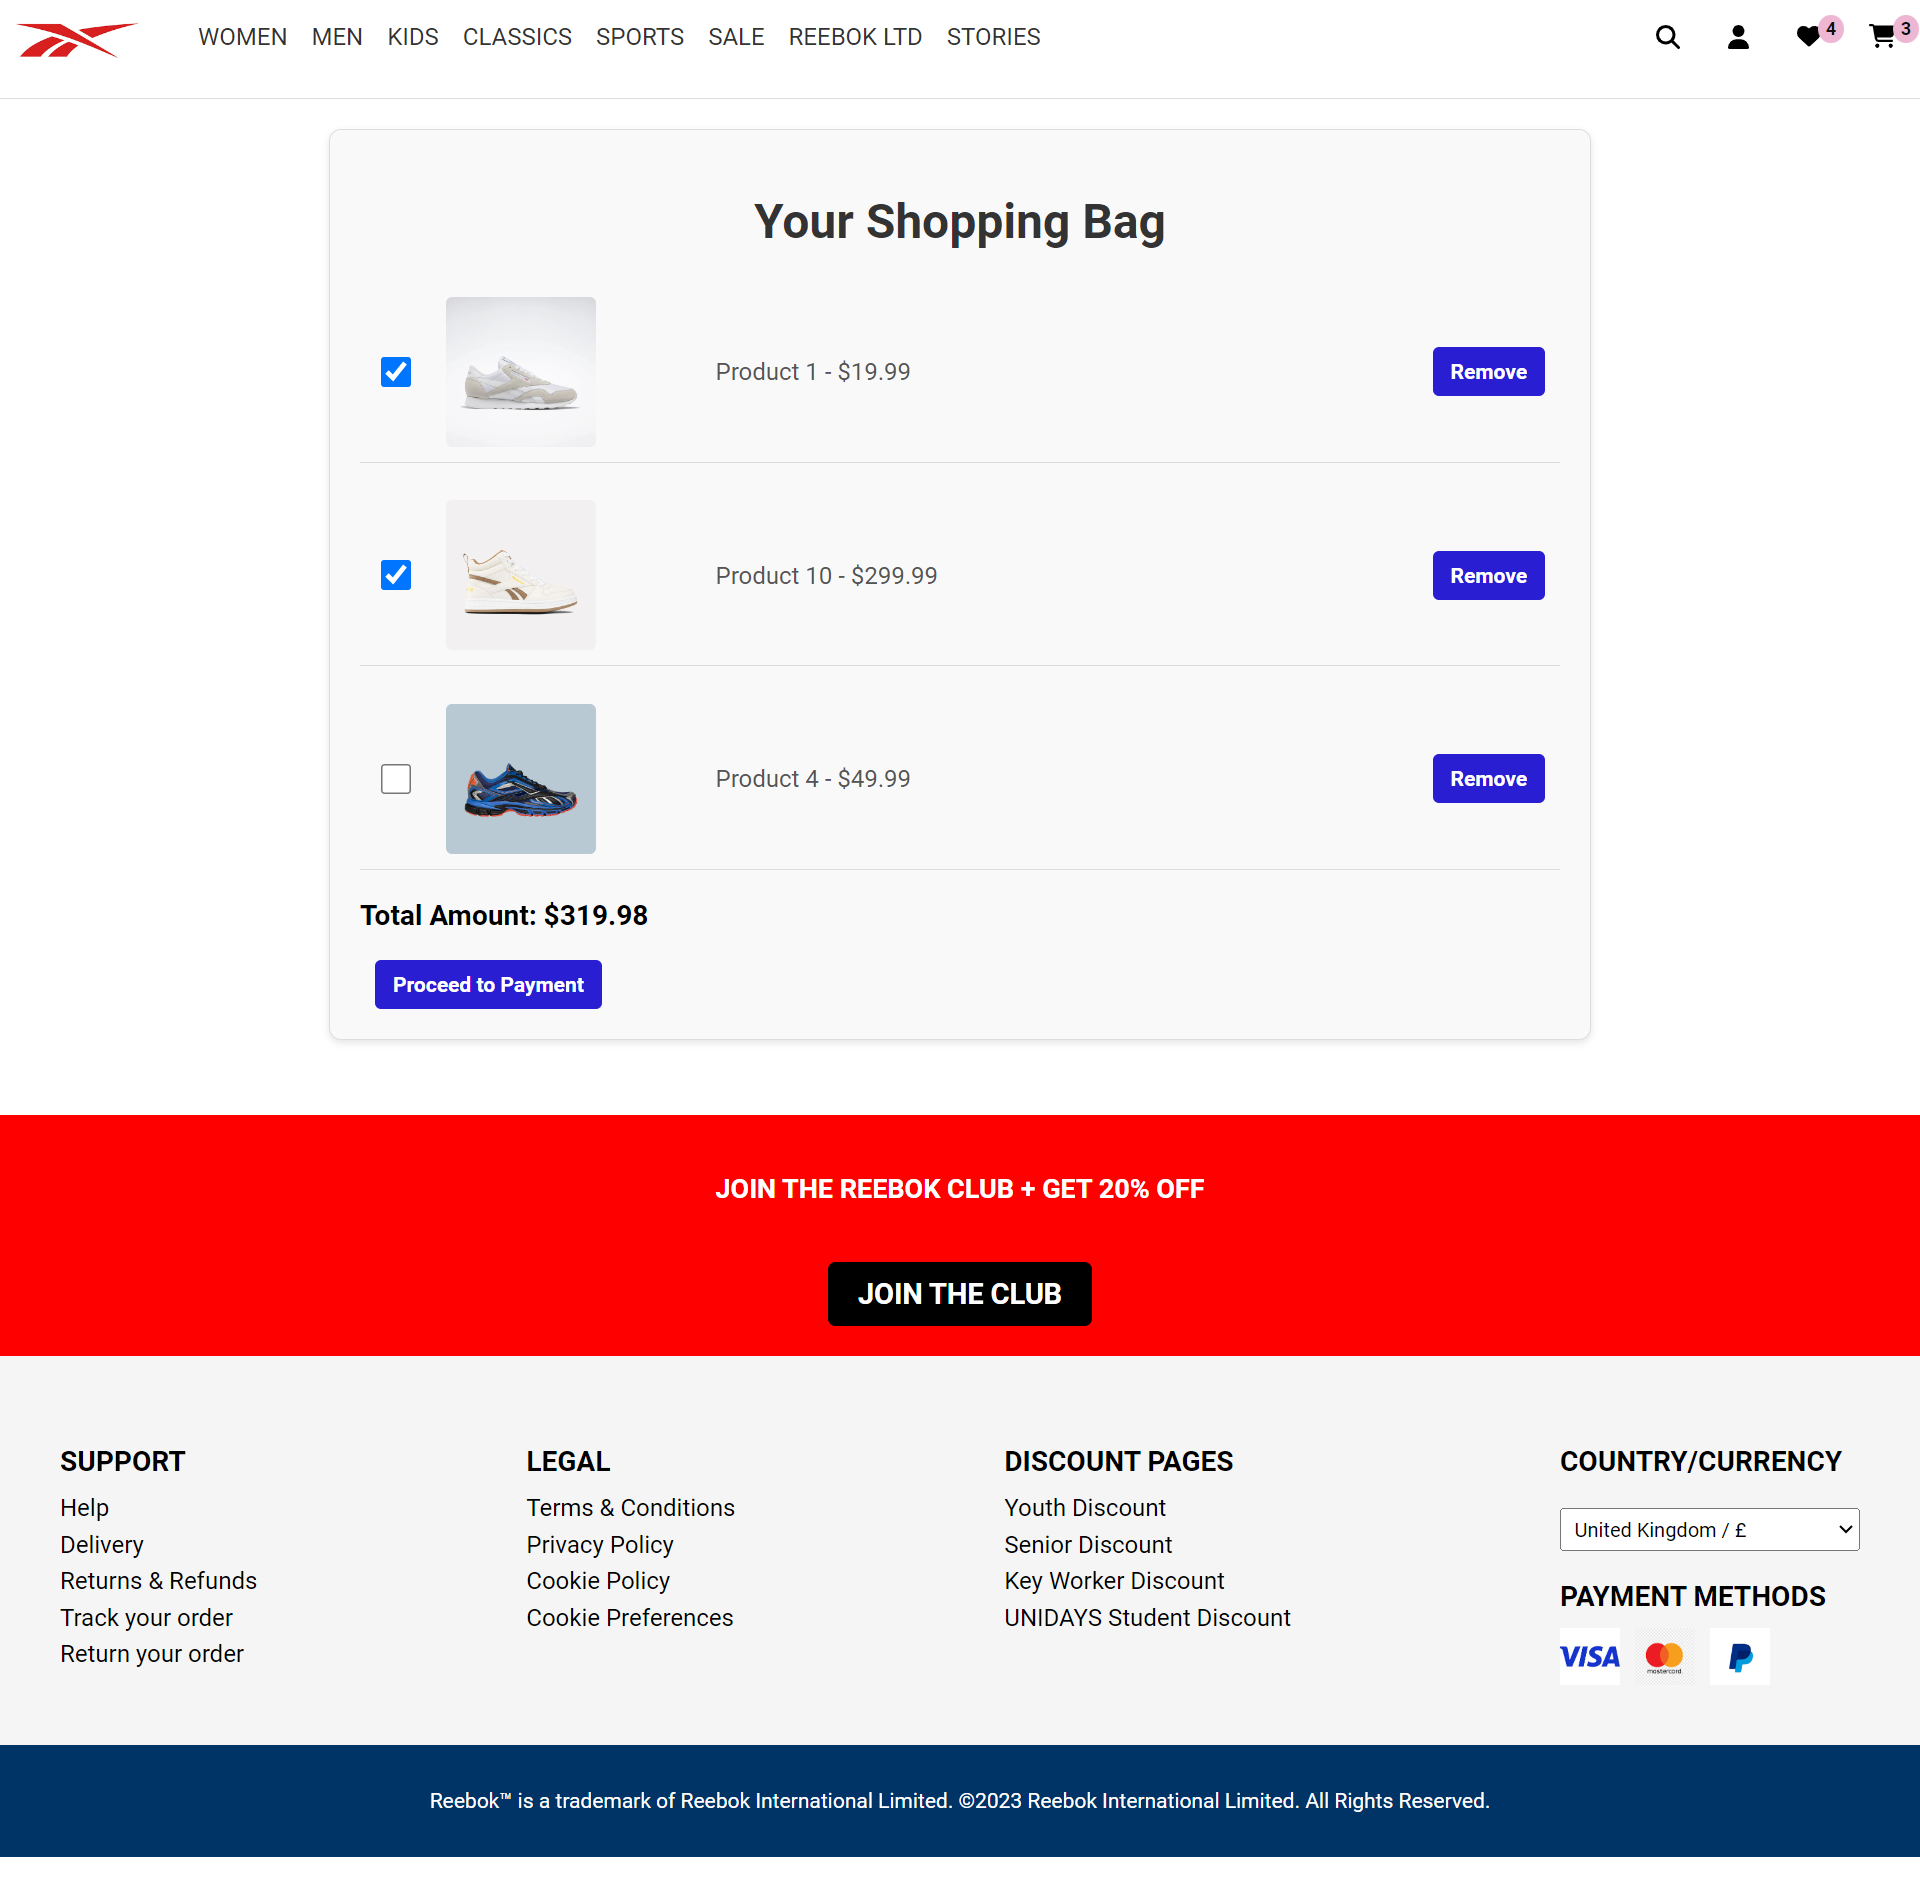 WOMEN MEN KIDS CLASSICS SPORTS SALE REEBOK LTD STORIES 4 3
Your Shopping Bag
Product 1 - $19.99 Remove
Product 10 - $299.99 Remove
Product 4 - $49.99 Remove
Total Amount: $319.98
Proceed to Payment
JOIN THE REEBOK CLUB + GET 20% OFF
JOIN THE CLUB
SUPPORT
Help
Delivery
Returns & Refunds
Track your order
Return your order
LEGAL
Terms & Conditions
Privacy Policy
Cookie Policy
Cookie Preferences
DISCOUNT PAGES
Youth Discount
Senior Discount
Key Worker Discount
UNIDAYS Student Discount
COUNTRY/CURRENCY
United Kingdom / £
PAYMENT METHODS
VISA mastercard
Reebok™ is a trademark of Reebok International Limited. ©2023 Reebok International Limited. All Rights Reserved.